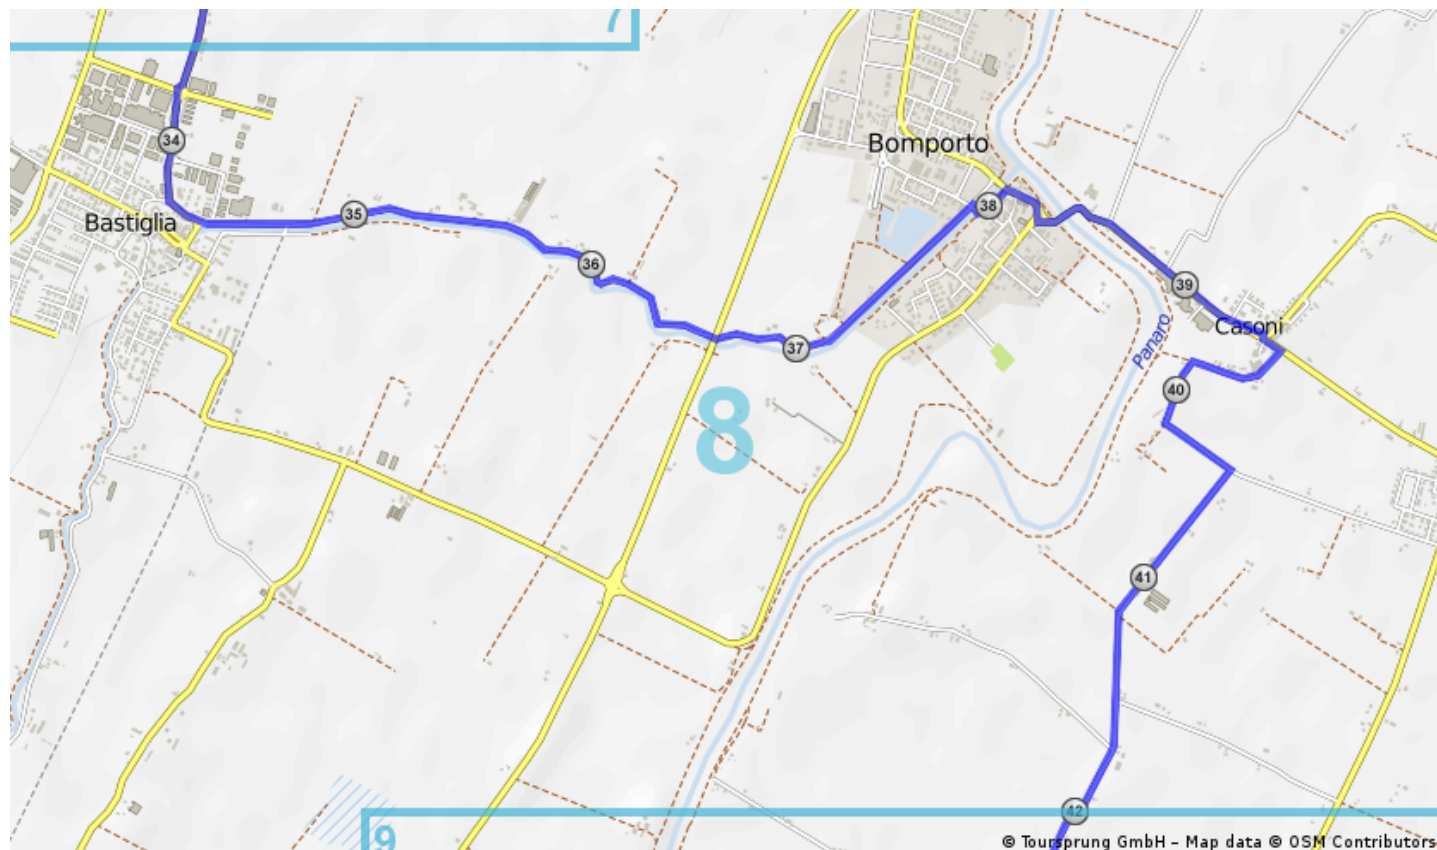 7
34
Bomporto
35
38
Bastiglia
36
39
Panaro
Casoni
37
40
8
41
42
9
© Toursprung GmbH – Map data © OSM Contributors